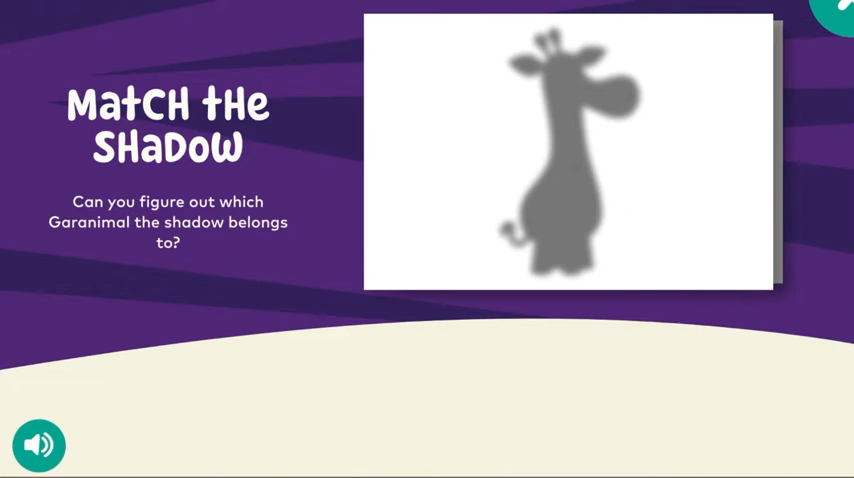 Match the
Shadow
Can you figure out which
Garanimal the shadow belongs
to?